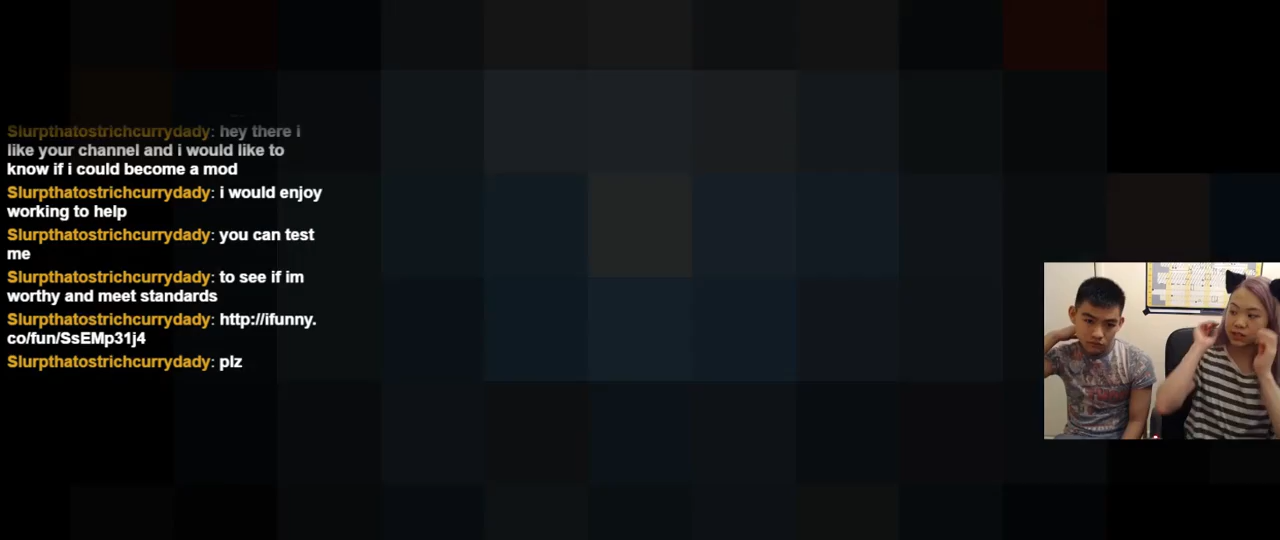 Slurpthatostrichcurrydady: hey there i
like your channel and i would like to
know if i could become a mod
Slurpthatostrichcurrydady: i would enjoy
working to help
Slurpthatostrichcurrydady: you can test
me
Slurpthatostrichcurrydady: to see if im
worthy and meet standards
Slurpthatostrichcurrydady: http://ifunny.
co/fun/SsEMp31j4
Slurpthatostrichcurrydady: plz